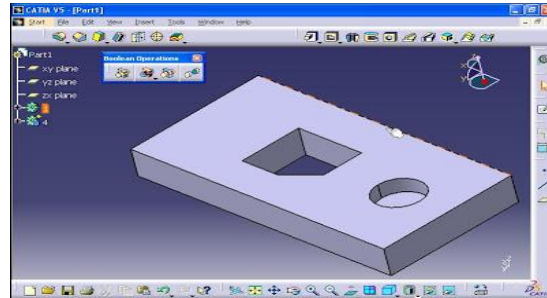 CATIA V5 - [Part1]
Start File Edit View Insert Tools Window Help
Part1
xy plane
yz plane
zx plane
4
Boolean Operations